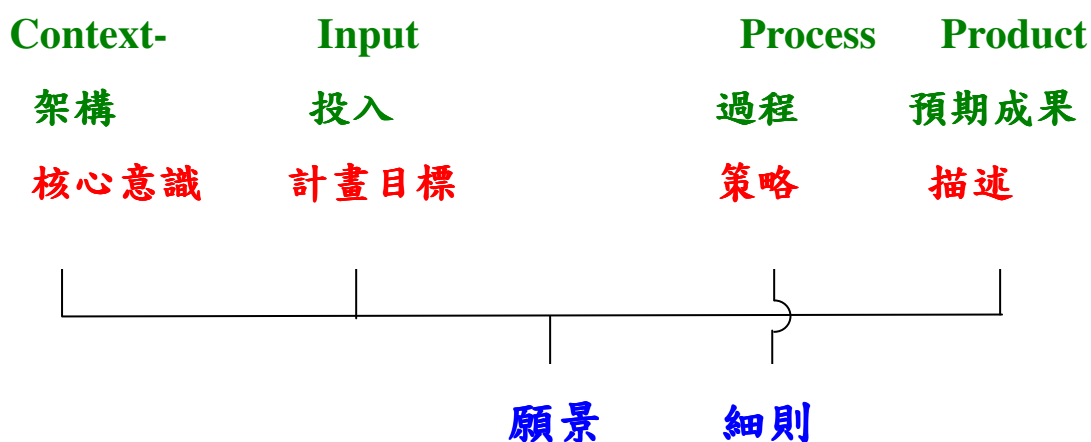 Context- Input Process Product
架構 投入 過程 預期成果
核心意識 計畫目標 策略 描述
願景 細則